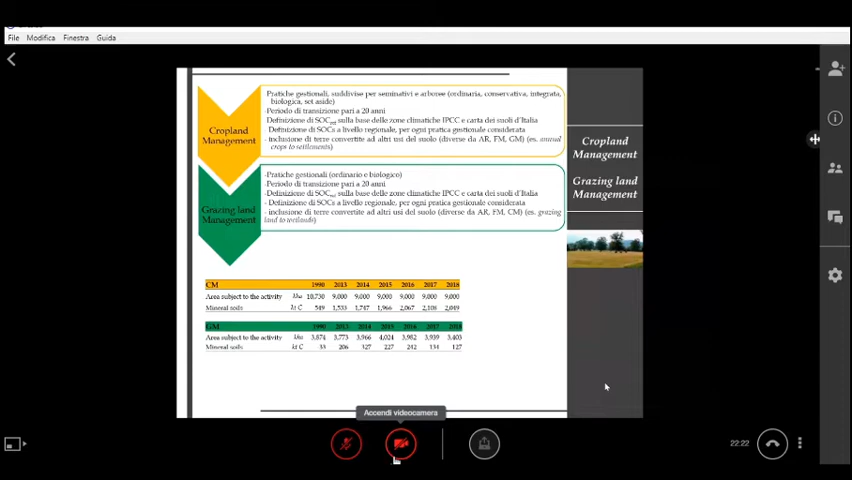 File Modifica Finestra Guida
Pratiche gestionali, suddivise per seminativi e arboree (ordinaria, conservativa, integrata,
biologica, set aside)
-Periodo di transizione pari a 20 anni
Definizione di SOCref sulla base delle zone climatiche IPCC e carta dei suoli d'Italia
Definizione di SOCs a livello regionale, per ogni pratica gestionale considerata
- inclusione di terre convertite ad altri usi del suolo (diverse da AR, FM, GM) (es. annual
crops to settlements)
Cropland
Management
-Pratiche gestionali (ordinario e biologico)
-Periodo di transizione pari a 20 anni
-Definizione di SOCref sulla base delle zone climatiche IPCC e carta dei suoli d'Italia
- Definizione di SOCs a livello regionale, per ogni pratica gestionale considerata
- inclusione di terre convertite ad altri usi del suolo (diverse da AR, FM, CM) (es. grazing
land to wetlands)
Grazing land
Management
Cropland
Management
Grazing land
Management
CM 1990 2013 2014 2015 2016 2017 2018
Area subject to the activity kha 10,730 9,000 9,000 9,000 9,000 9,000 9,000
Mineral soils kt C 549 1,533 1,747 1,966 2,067 2,108 2,049
GM 1990 2013 2014 2015 2016 2017 2018
Area subject to the activity kha 3,874 3,773 3,966 4,024 3,982 3,939 3,403
Mineral soils kt C 206 327 227 242 134 127
Accendi videocamera
22:22